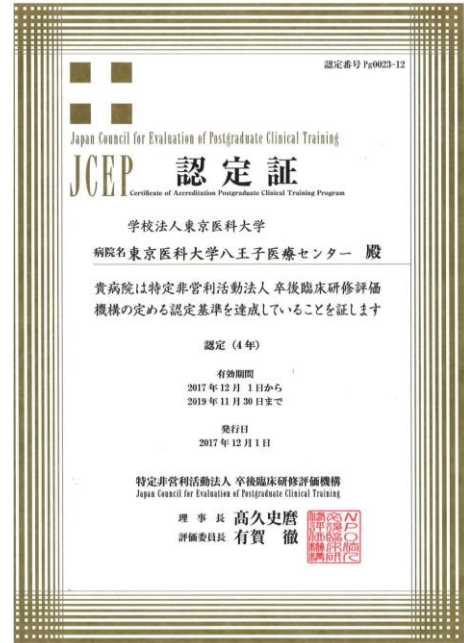 認定番号 Pg0023-12
Japan Council for Evaluation of Postgraduate Clinical Training
JCEP 認定証
Certificate of Accreditation Postgraduate Clinical Training Program
学校法人東京医科大学
病院名 東京医科大学八王子医療センター 殿
貴病院は特定非営利活動法人 卒後臨床研修評価
機構の定める認定基準を達成していることを証します
認定（4年）
有効期間
2017年12月 1日から
2019年11月30日まで
発行日
2017年12月1日
特定非営利活動法人 卒後臨床研修評価機構
Japan Council for Evaluation of Postgraduate Clinical Training
理事長 髙久史麿
評価委員長 有賀 徹